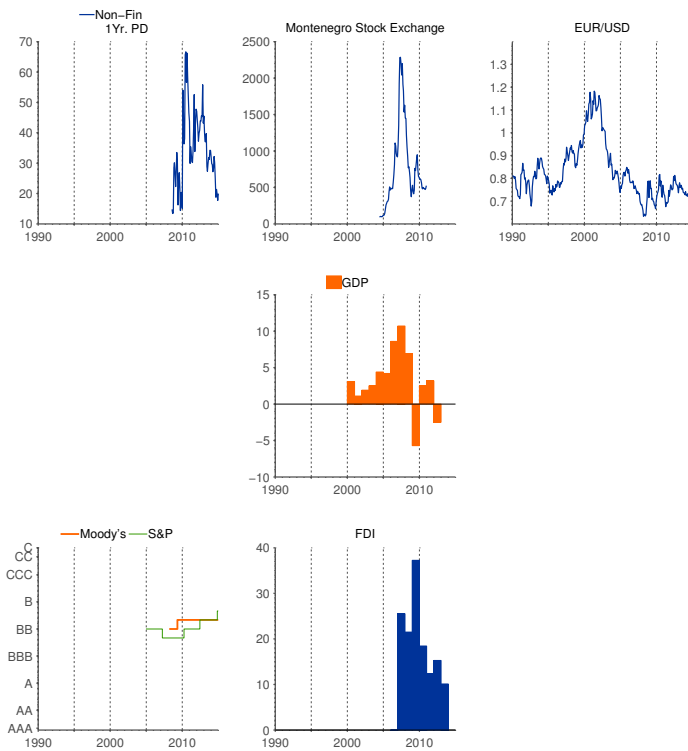 Non−Fin
1Yr. PD
70
60
50
40
30
20
10
1990
2000
2010
Montenegro Stock Exchange
2500
2000
1500
1000
500
0
1990
2000
2010
EUR/USD
1.3
1.2
1.1
1
0.9
0.8
0.7
1990
2000
2010
GDP
15
10
5
0
−5
−10
1990
2000
2010
Moody's
S&P
C
CC
CCC
B
BB
BBB
A
AA
AAA
1990
2000
2010
FDI
40
30
20
10
0
1990
2000
2010